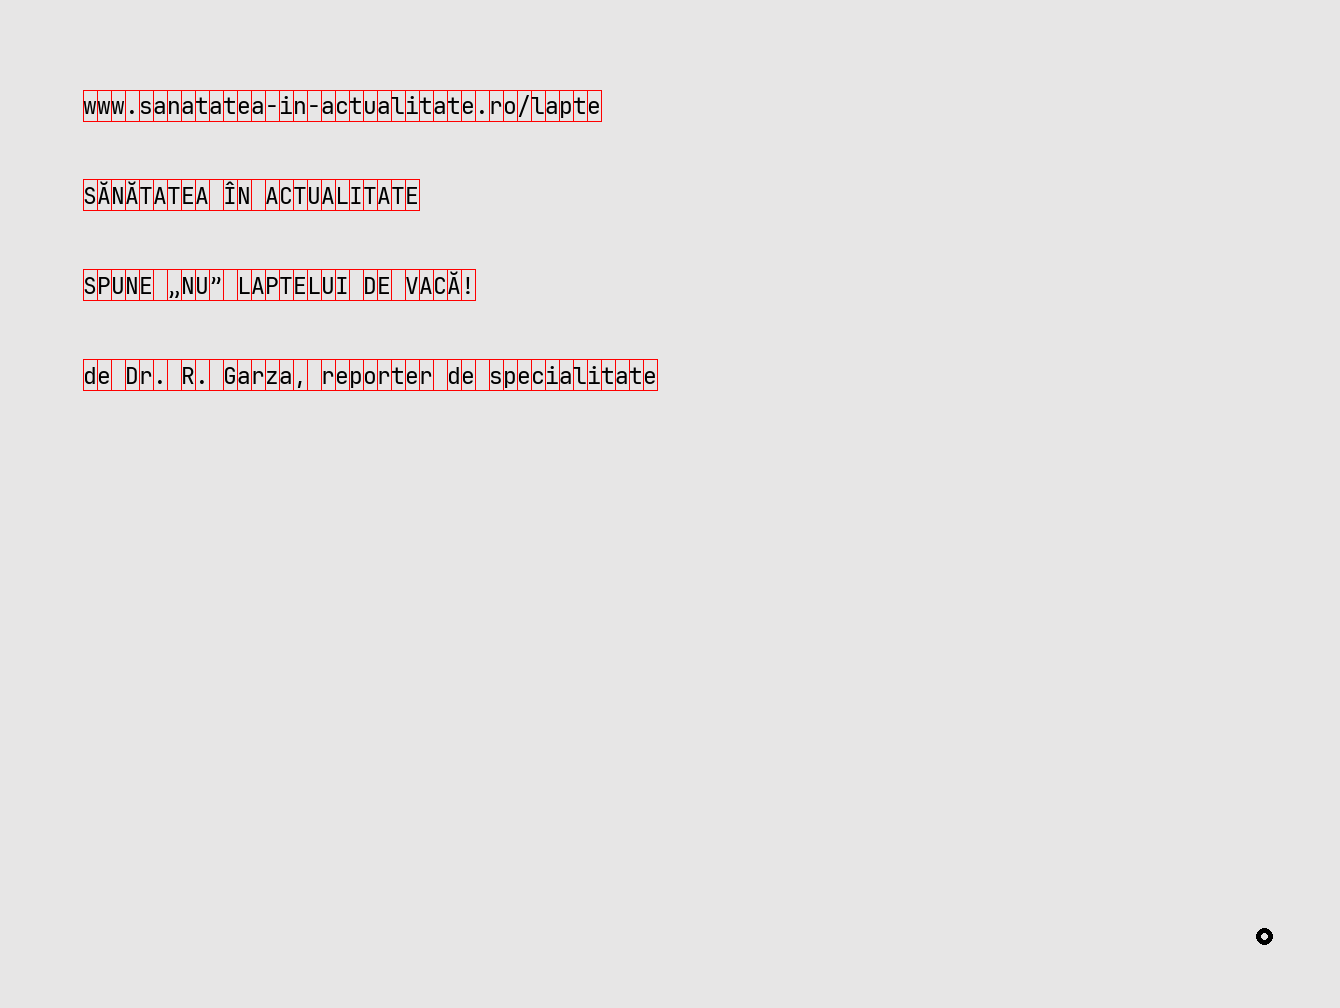 www.sanatatea-in-actualitate.ro/lapte
SĂNĂTATEA ÎN ACTUALITATE
SPUNE „NU” LAPTELUI DE VACĂ!
de Dr. R. Garza, reporter de specialitate